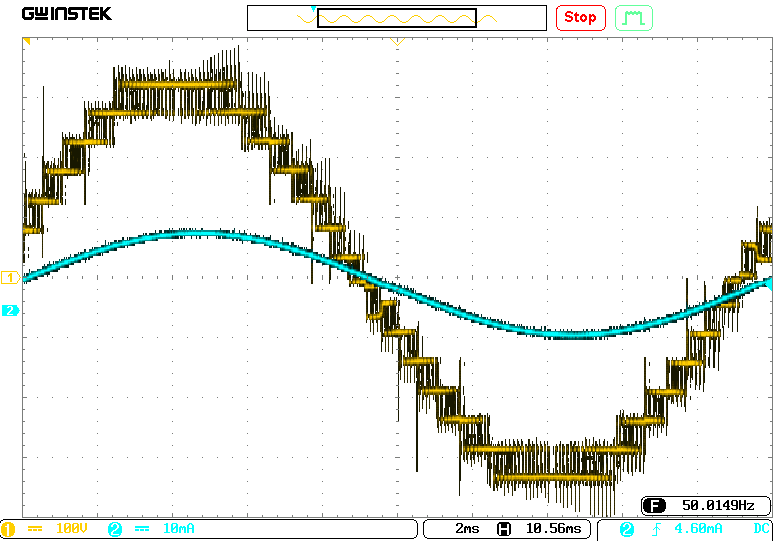 GWINSTEK
Stop
1
2
F 50.0149Hz
1 100V 2 10mA 2ms H 10.56ms 2 4.60mA DC